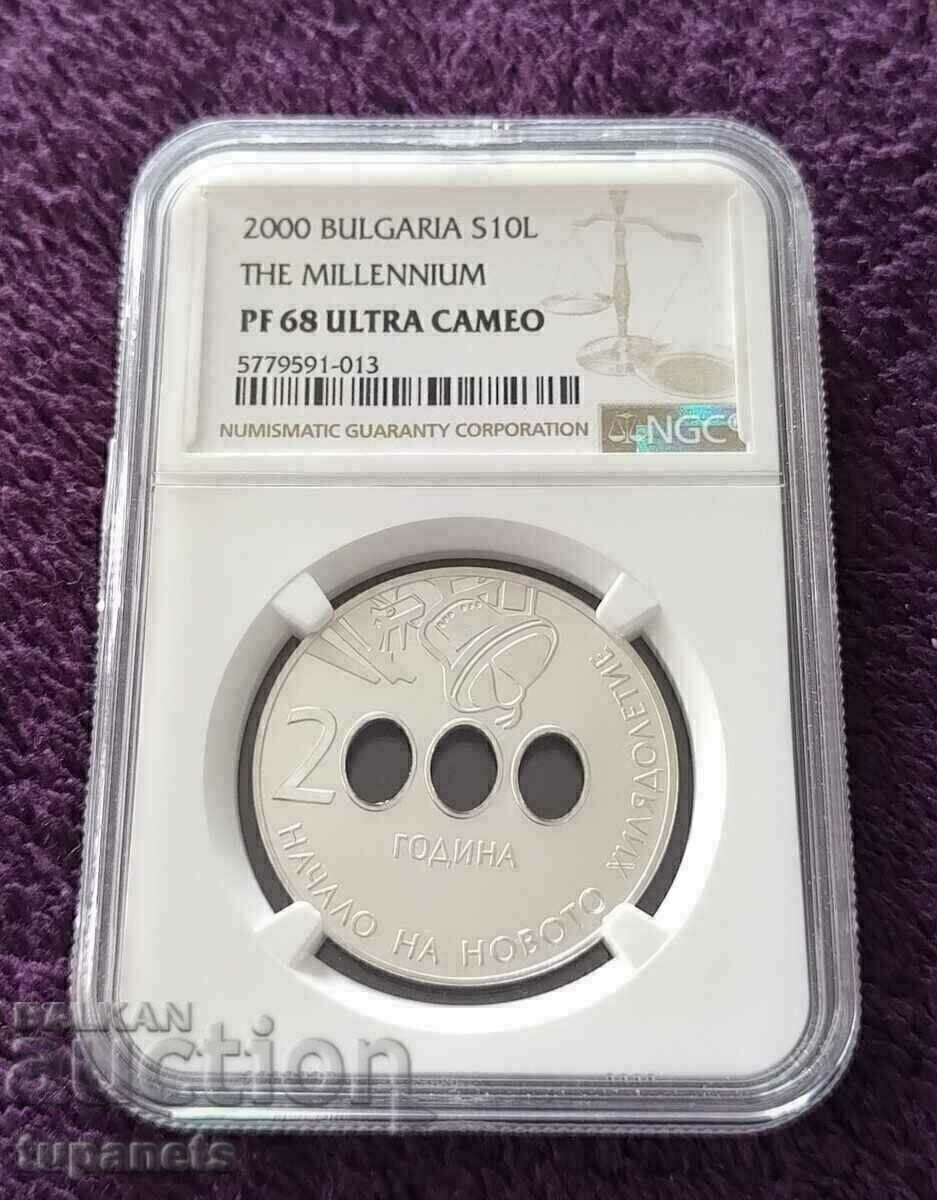 2000 BULGARIA S10L
THE MILLENNIUM
PF 68 ULTRA CAMEO
5779591-013
NUMISMATIC GUARANTY CORPORATION
NGC
2000
ГОДИНА
НАЧАЛО НА НОВОТО ХИЛЯДОЛЕТИЕ
BALKAN
auction
tupanets